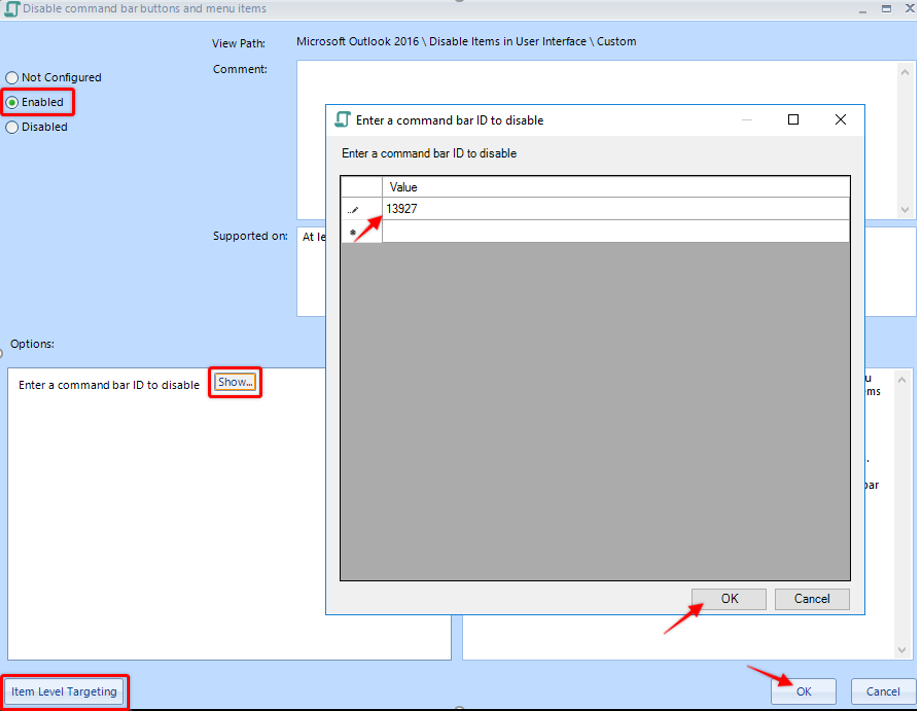 Disable command bar buttons and menu items
View Path: Microsoft Outlook 2016 \ Disable Items in User Interface \ Custom
Comment:
Not Configured
Enabled
Disabled
Enter a command bar ID to disable
Enter a command bar ID to disable
Value
13927
Supported on: At le
Options:
Enter a command bar ID to disable Show...
u
ms
.
bar
OK Cancel
Item Level Targeting OK Cancel